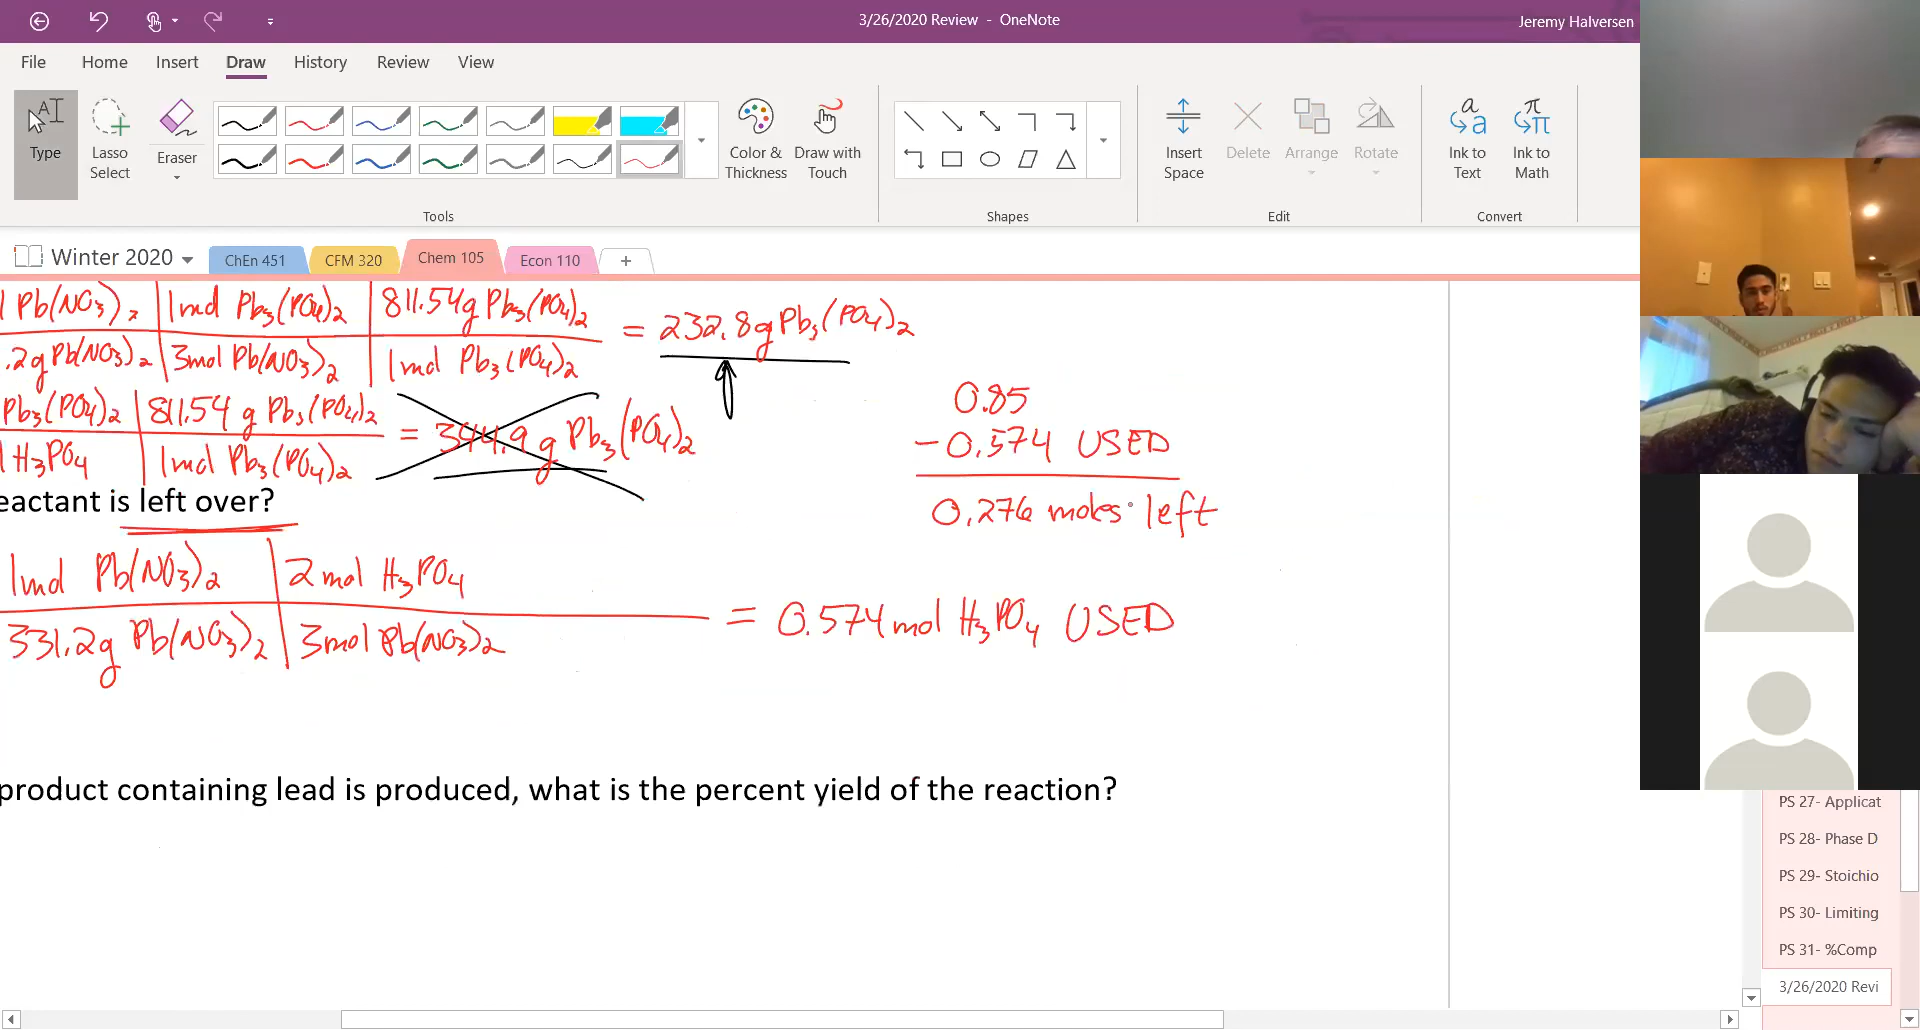 3/26/2020 Review - OneNote
Jeremy Halversen
File Home Insert Draw History Review View
Type
Lasso Select
Eraser
Color & Thickness
Draw with Touch
Insert Space
Delete
Arrange
Rotate
Ink to Text
Ink to Math
Tools
Shapes
Edit
Convert
Winter 2020
ChEn 451
CFM 320
Chem 105
Econ 110
+
l Pb(NO3)2 | 1mol Pb3(PO4)2 | 811.54g Pb3(PO4)2
.2g Pb(NO3)2 | 3mol Pb(NO3)2 | 1mol Pb3(PO4)2
= 232.8g Pb3(PO4)2
Pb3(PO4)2 | 811.54 g Pb3(PO4)2
l H3PO4 | 1mol Pb3(PO4)2
= 344.9 g Pb3(PO4)2
0.85
-0.574 USED
0.276 moles left
eactant is left over?
1mol Pb(NO3)2 | 2mol H3PO4
331.2g Pb(NO3)2 | 3mol Pb(NO3)2
= 0.574mol H3PO4 USED
product containing lead is produced, what is the percent yield of the reaction?
PS 27- Applicat
PS 28- Phase D
PS 29- Stoichio
PS 30- Limiting
PS 31- %Comp
3/26/2020 Revi